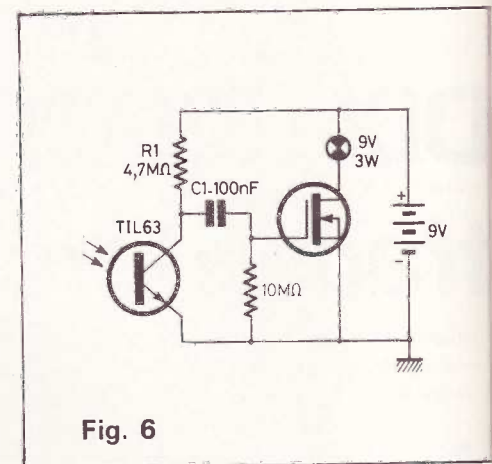 R1
4,7MΩ
C1-100nF
TIL63
10MΩ
9V
3W
+
9V
-
Fig. 6